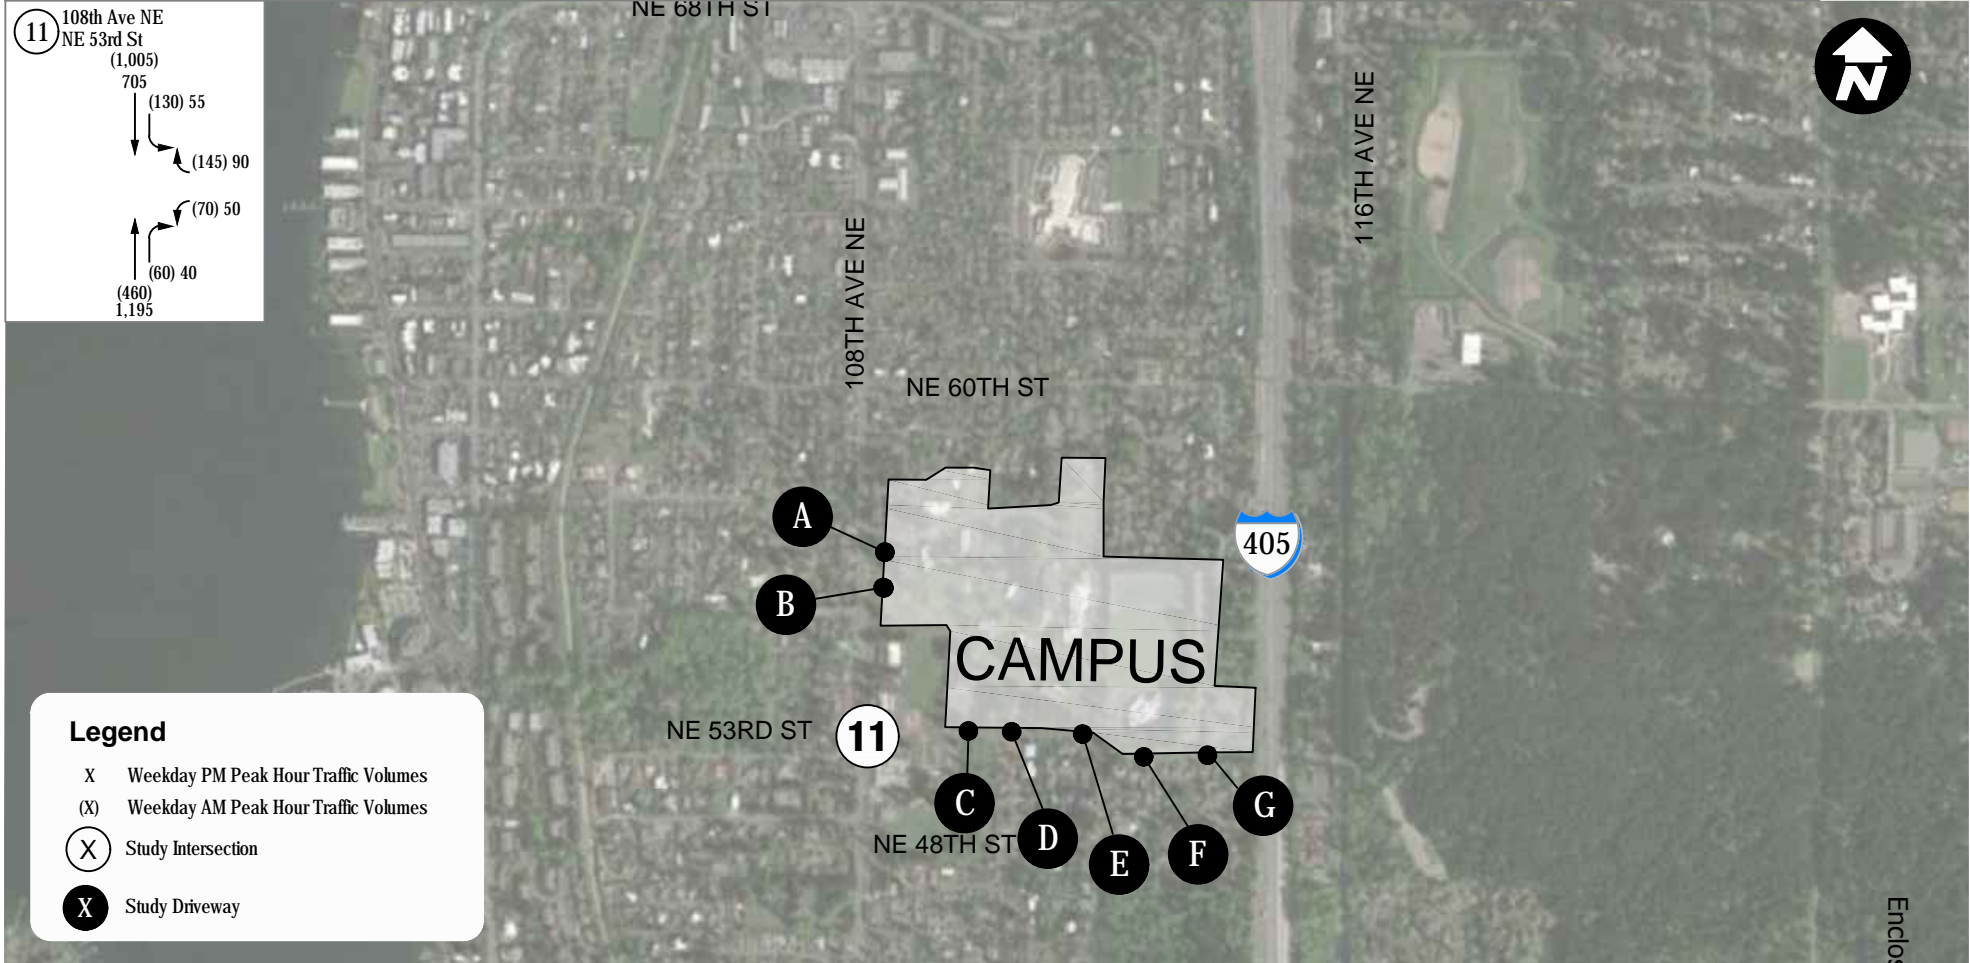 11
108th Ave NE
NE 53rd St
(1,005)
705
(130) 55
(145) 90
(70) 50
(60) 40
(460)
1,195
NE 68TH ST
N
116TH AVE NE
108TH AVE NE
NE 60TH ST
A
B
405
CAMPUS
NE 53RD ST
11
C
D
E
F
G
NE 48TH ST
Legend
X Weekday PM Peak Hour Traffic Volumes
(X) Weekday AM Peak Hour Traffic Volumes
X Study Intersection
X Study Driveway